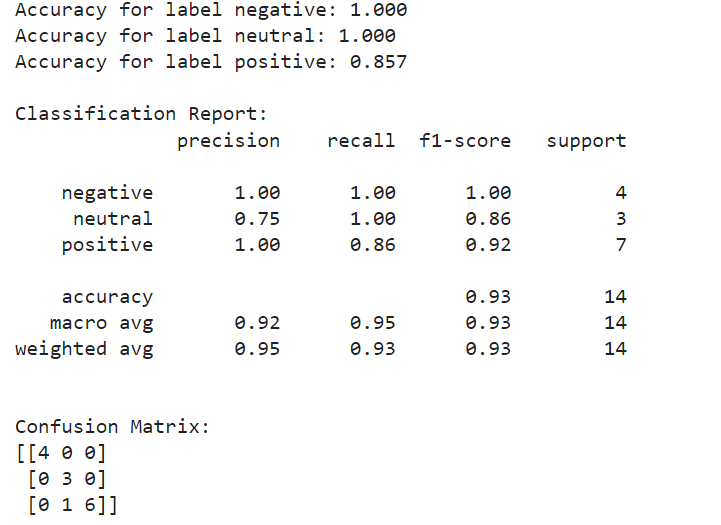 Accuracy for label negative: 1.000
Accuracy for label neutral: 1.000
Accuracy for label positive: 0.857
Classification Report:
precision recall f1-score support
negative 1.00 1.00 1.00 4
neutral 0.75 1.00 0.86 3
positive 1.00 0.86 0.92 7
accuracy 0.93 14
macro avg 0.92 0.95 0.93 14
weighted avg 0.95 0.93 0.93 14
Confusion Matrix:
[[4 0 0]
[0 3 0]
[0 1 6]]